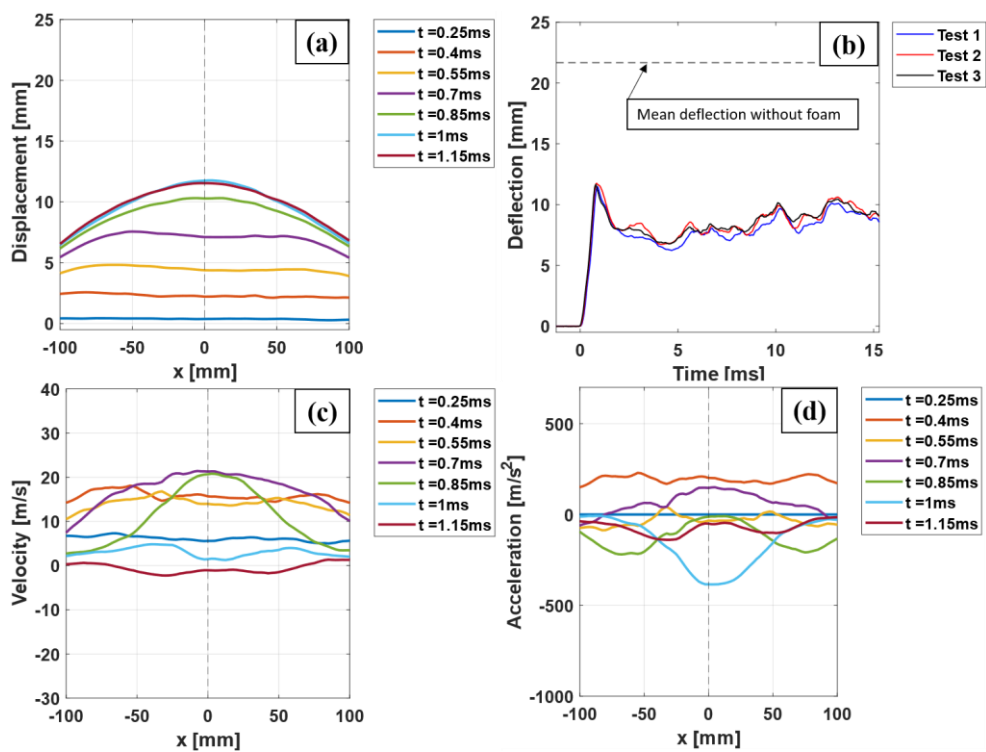 (a)
25
20
15
10
5
0
Displacement [mm]
-100 -50 0 50 100
x [mm]
t =0.25ms
t =0.4ms
t =0.55ms
t =0.7ms
t =0.85ms
t =1ms
t =1.15ms
(b)
25
20
15
10
5
0
Deflection [mm]
Mean deflection without foam
0 5 10 15
Time [ms]
Test 1
Test 2
Test 3
(c)
40
30
20
10
0
-10
-20
-30
Velocity [m/s]
-100 -50 0 50 100
x [mm]
t =0.25ms
t =0.4ms
t =0.55ms
t =0.7ms
t =0.85ms
t =1ms
t =1.15ms
(d)
500
0
-500
-1000
Acceleration [m/s²]
-100 -50 0 50 100
x [mm]
t =0.25ms
t =0.4ms
t =0.55ms
t =0.7ms
t =0.85ms
t =1ms
t =1.15ms